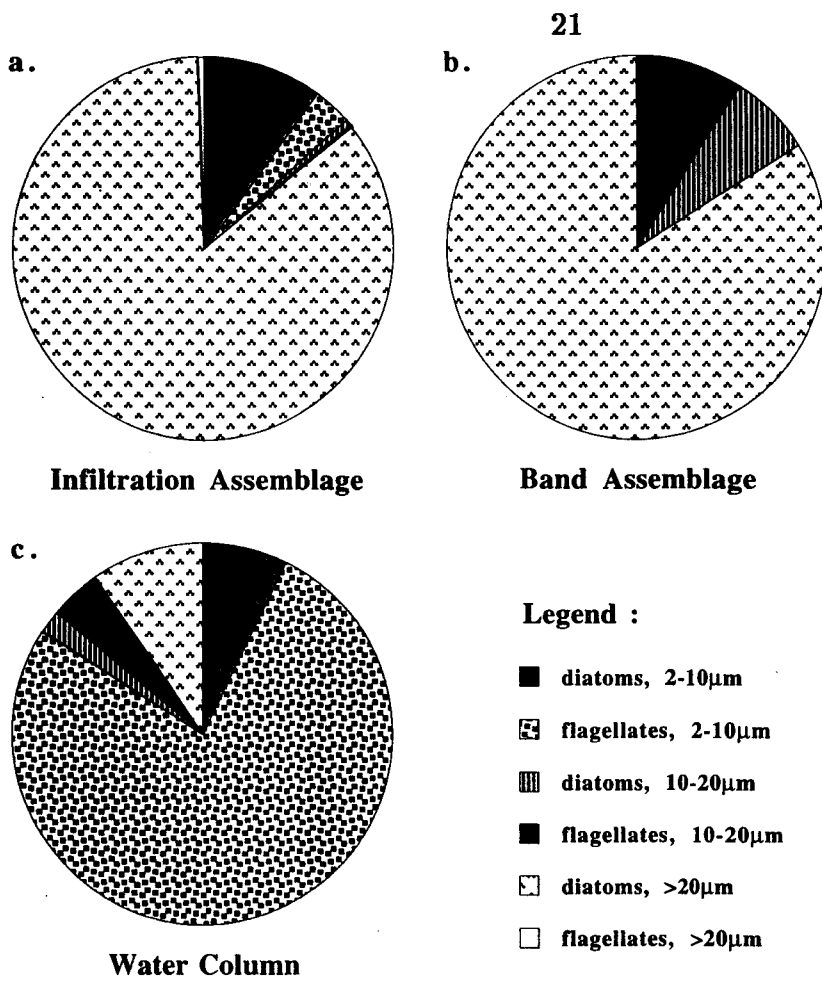 21
a.
b.
Infiltration Assemblage
Band Assemblage
c.
Legend :
diatoms, 2-10µm
flagellates, 2-10µm
diatoms, 10-20µm
flagellates, 10-20µm
diatoms, >20µm
flagellates, >20µm
Water Column